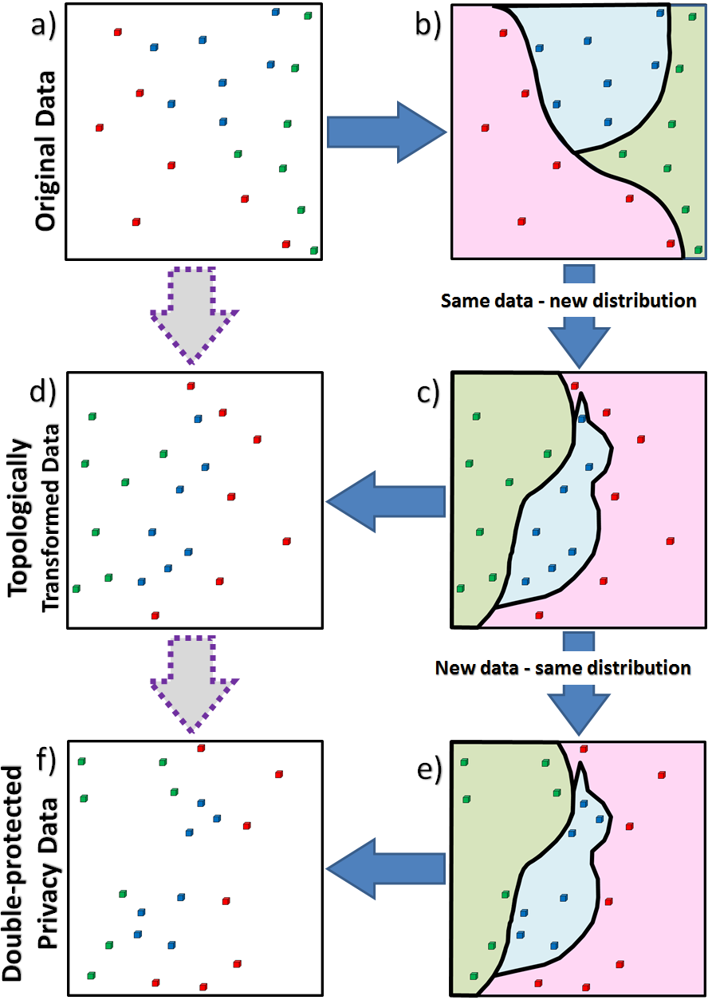 a)
Original Data
b)
Same data - new distribution
d)
Topologically
Transformed Data
c)
New data - same distribution
f)
Double-protected
Privacy Data
e)